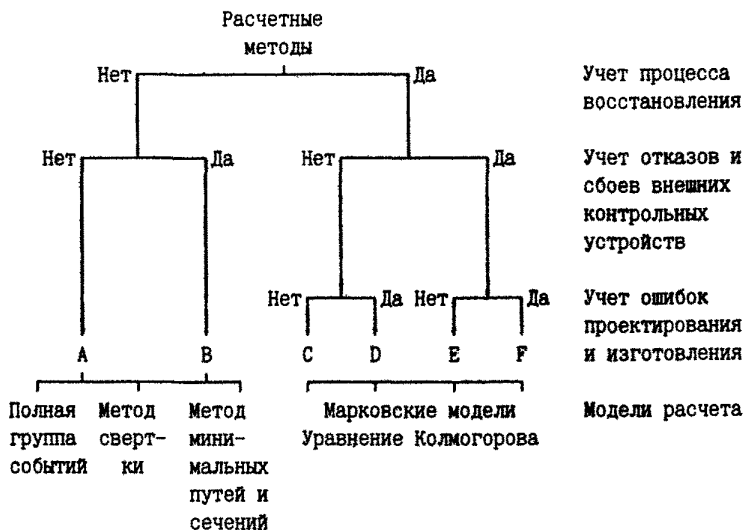 Расчетные
методы
Нет
Да
Учет процесса
восстановления
Нет
Да
Нет
Да
Учет отказов и
сбоев внешних
контрольных
устройств
Нет
Да
Нет
Да
Учет ошибок
проектирования
и изготовления
A
B
C
D
E
F
Полная
группа
событий
Метод
сверт-
ки
Метод
мини-
мальных
путей и
сечений
Марковские модели
Уравнение Колмогорова
Модели расчета